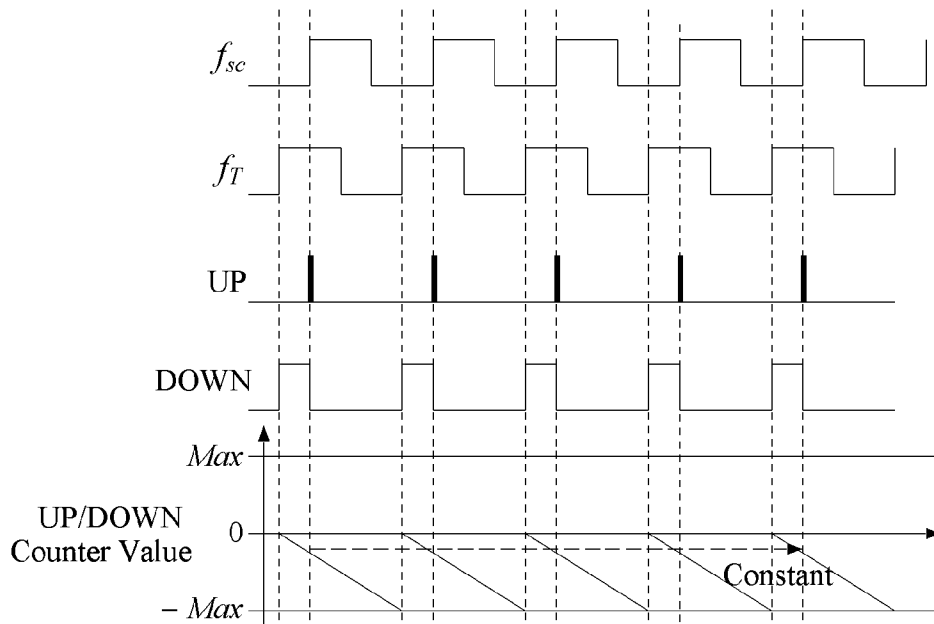 f_sc
f_T
UP
DOWN
Max
UP/DOWN
Counter Value
0
Constant
− Max